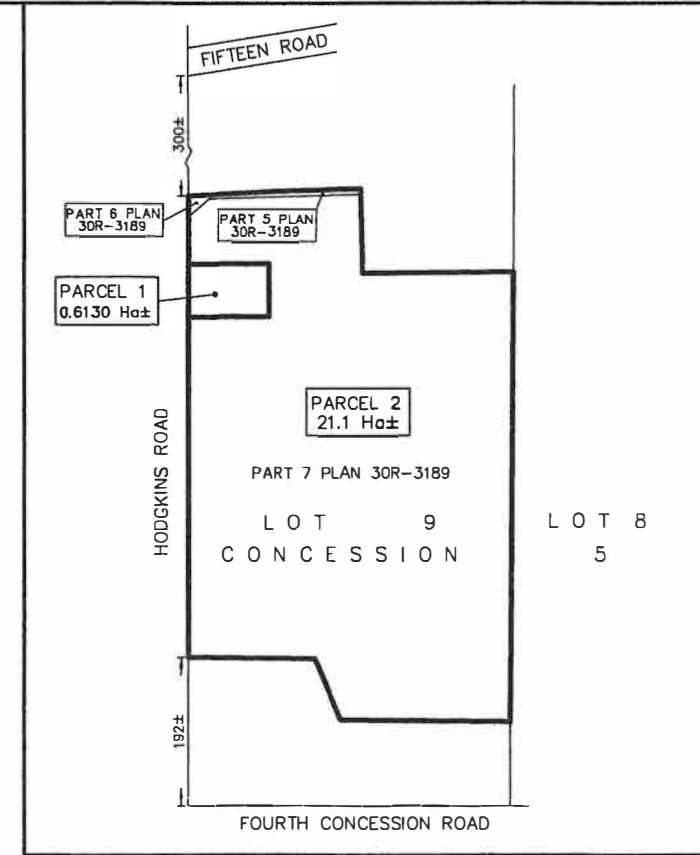 FIFTEEN ROAD
300±
PART 6 PLAN
30R-3189
PART 5 PLAN
30R-3189
PARCEL 1
0.6130 Ha±
PARCEL 2
21.1 Ha±
HODGKINS ROAD
PART 7 PLAN 30R-3189
LOT 9 LOT 8
CONCESSION 5
192±
FOURTH CONCESSION ROAD